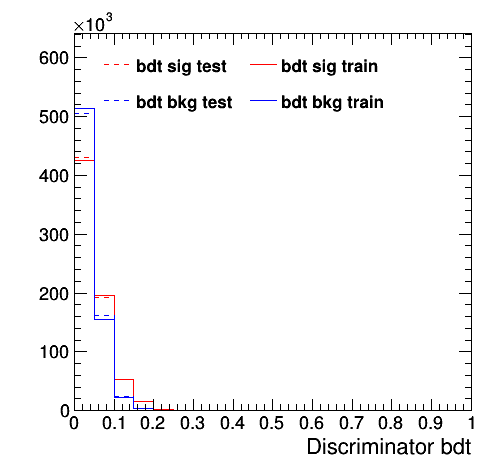 ×10³
600
500
400
300
200
100
0
bdt sig test bdt sig train
bdt bkg test bdt bkg train
0 0.1 0.2 0.3 0.4 0.5 0.6 0.7 0.8 0.9 1
Discriminator bdt